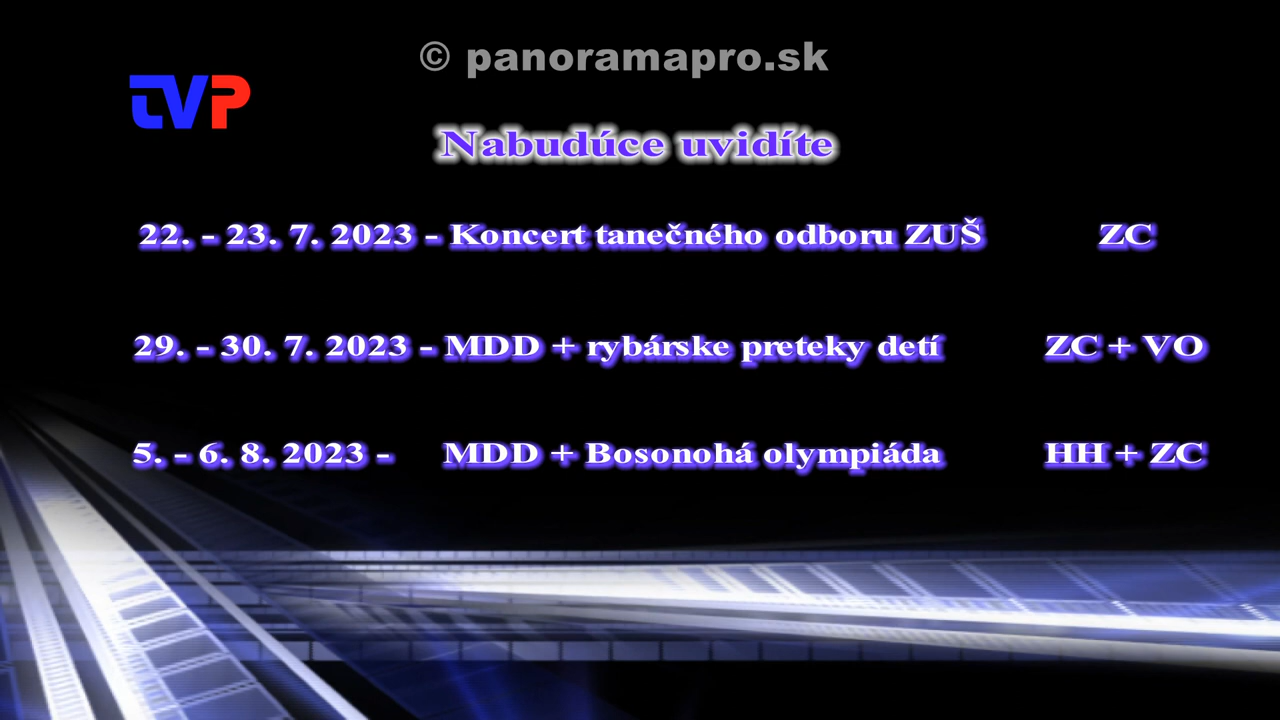 © panoramapro.sk
TVP
Nabudúce uvidíte
22. - 23. 7. 2023 - Koncert tanečného odboru ZUŠ ZC
29. - 30. 7. 2023 - MDD + rybárske preteky detí ZC + VO
5. - 6. 8. 2023 - MDD + Bosonohá olympiáda HH + ZC